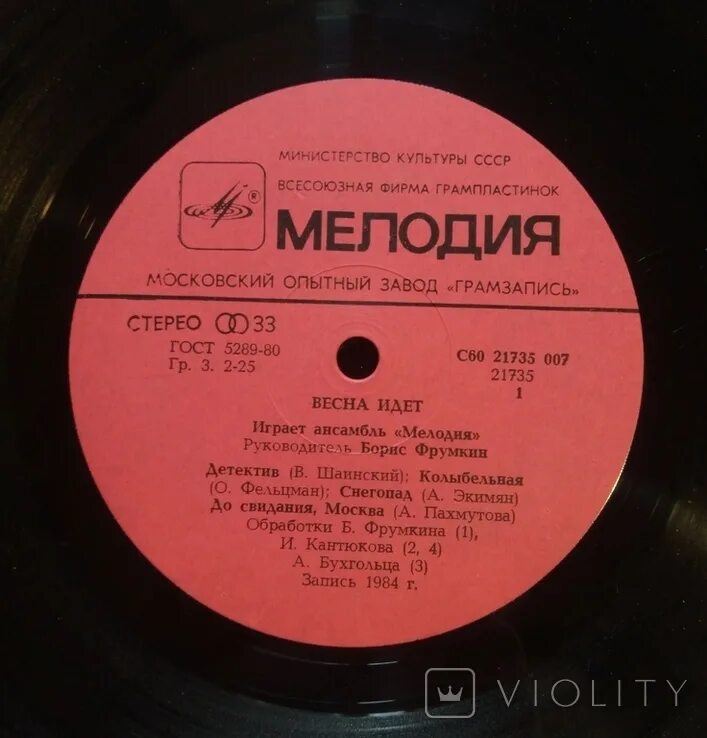 МИНИСТЕРСТВО КУЛЬТУРЫ СССР
ВСЕСОЮЗНАЯ ФИРМА ГРАМПЛАСТИНОК
®
МЕЛОДИЯ
МОСКОВСКИЙ ОПЫТНЫЙ ЗАВОД «ГРАМЗАПИСЬ»
СТЕРЕО 33
ГОСТ 5289-80
Гр. 3. 2-25
С60 21735 007
21735
1
ВЕСНА ИДЕТ
Играет ансамбль «Мелодия»
Руководитель Борис Фрумкин
Детектив (В. Шаинский); Колыбельная
(О. Фельцман); Снегопад (А. Экимян)
До свидания, Москва (А. Пахмутова)
Обработки Б. Фрумкина (1),
И. Кантюкова (2, 4)
А. Бухгольца (3)
Запись 1984 г.
VIOLITY